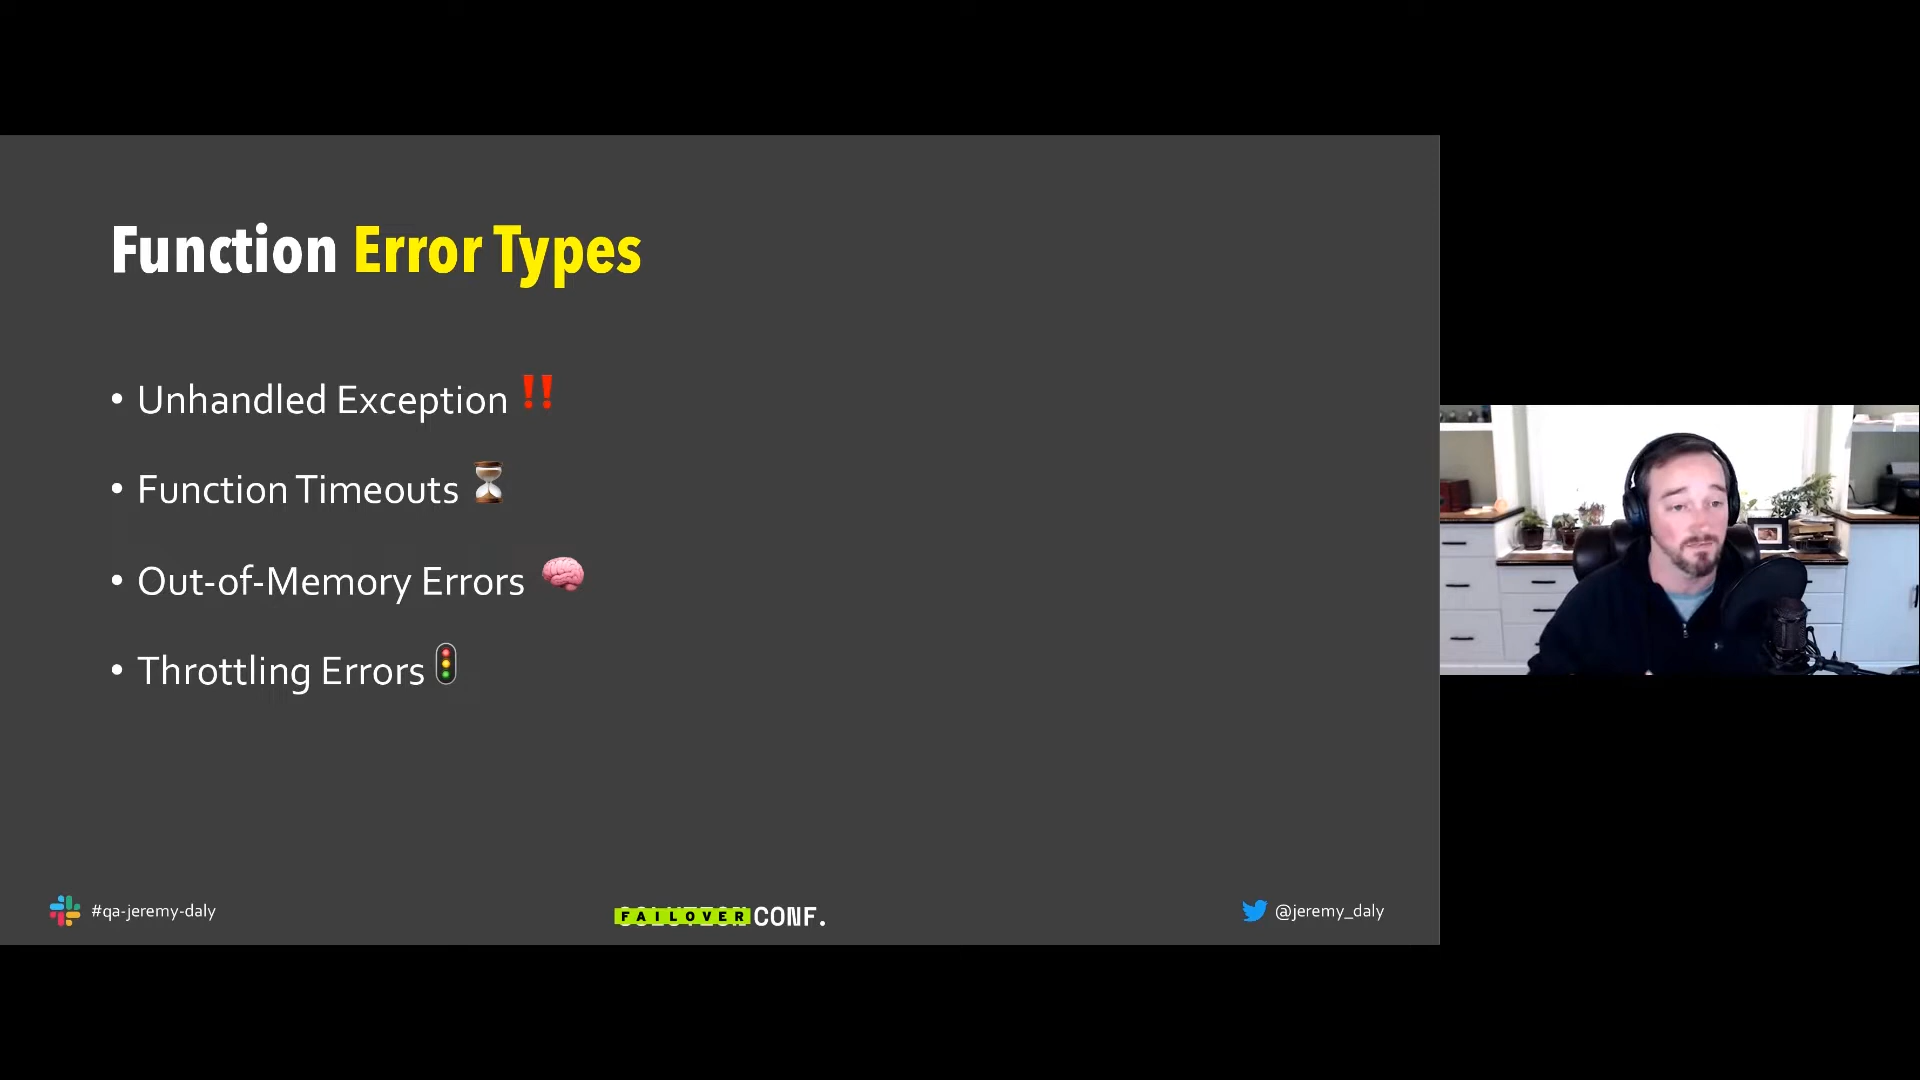 Function Error Types
• Unhandled Exception ‼️
• Function Timeouts ⏳
• Out-of-Memory Errors 🧠
• Throttling Errors 🚦
#qa-jeremy-daly
FAILOVER CONF.
@jeremy_daly